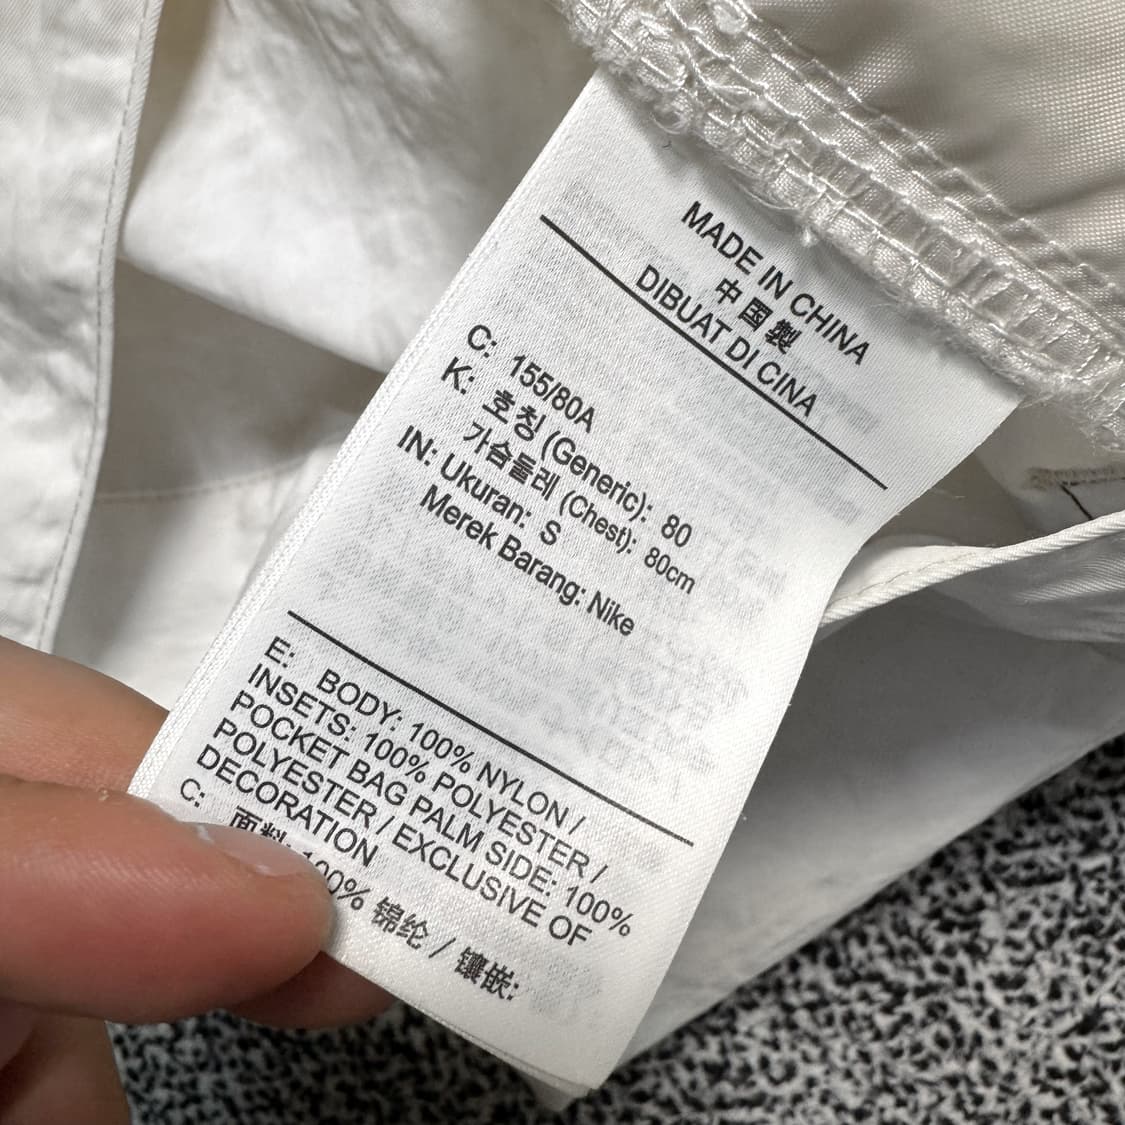 MADE IN CHINA
中国製
DIBUAT DI CINA
C: 155/80A
K: 호칭 (Generic): 80
가슴둘레 (Chest): 80cm
IN: Ukuran: S
Merek Barang: Nike
E: BODY: 100% NYLON /
INSETS: 100% POLYESTER /
POCKET BAG PALM SIDE: 100%
POLYESTER / EXCLUSIVE OF
DECORATION
C: 面料: 100% 锦纶 / 镶嵌: